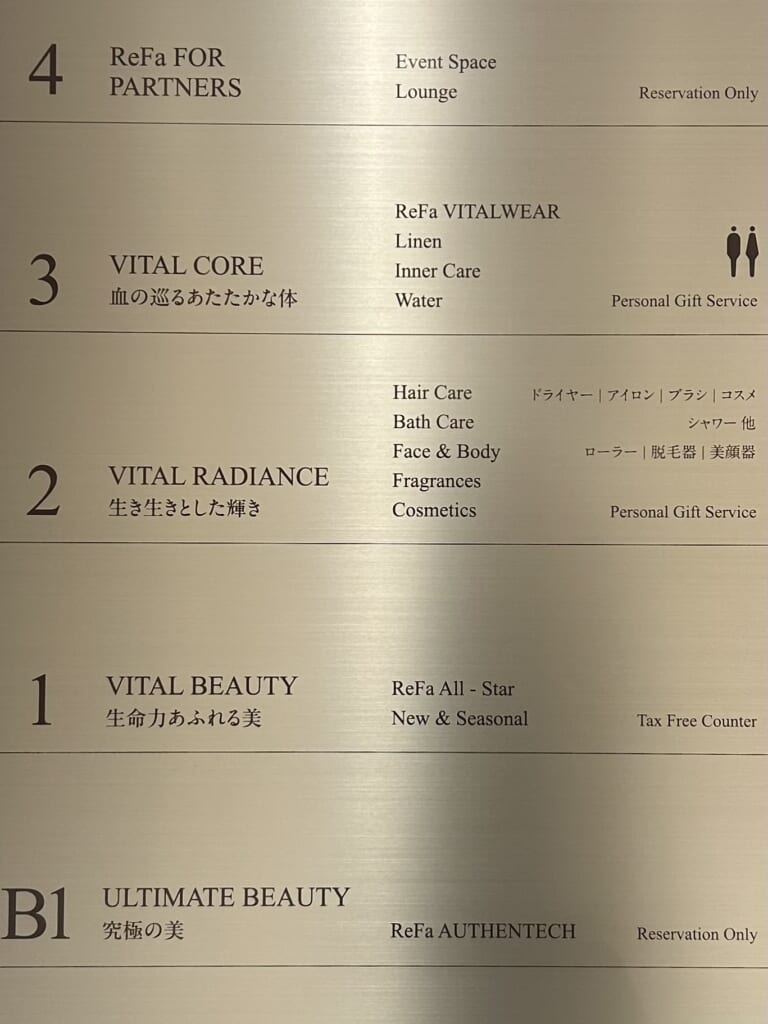 4
ReFa FOR
PARTNERS
Event Space
Lounge
Reservation Only
3
VITAL CORE
血の巡るあたたかな体
ReFa VITALWEAR
Linen
Inner Care
Water
Personal Gift Service
2
VITAL RADIANCE
生き生きとした輝き
Hair Care ドライヤー | アイロン | ブラシ | コスメ
Bath Care シャワー 他
Face & Body ローラー | 脱毛器 | 美顔器
Fragrances
Cosmetics
Personal Gift Service
1
VITAL BEAUTY
生命力あふれる美
ReFa All - Star
New & Seasonal
Tax Free Counter
B1
ULTIMATE BEAUTY
究極の美
ReFa AUTHENTECH
Reservation Only